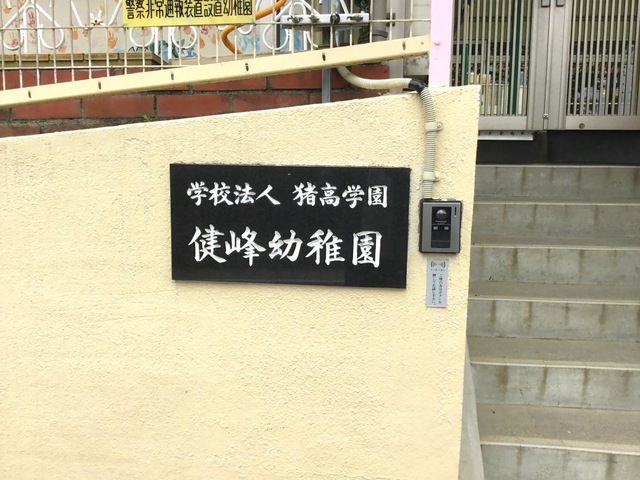 警察非常通報装置設置幼稚園
学校法人 猪高学園
健峰幼稚園